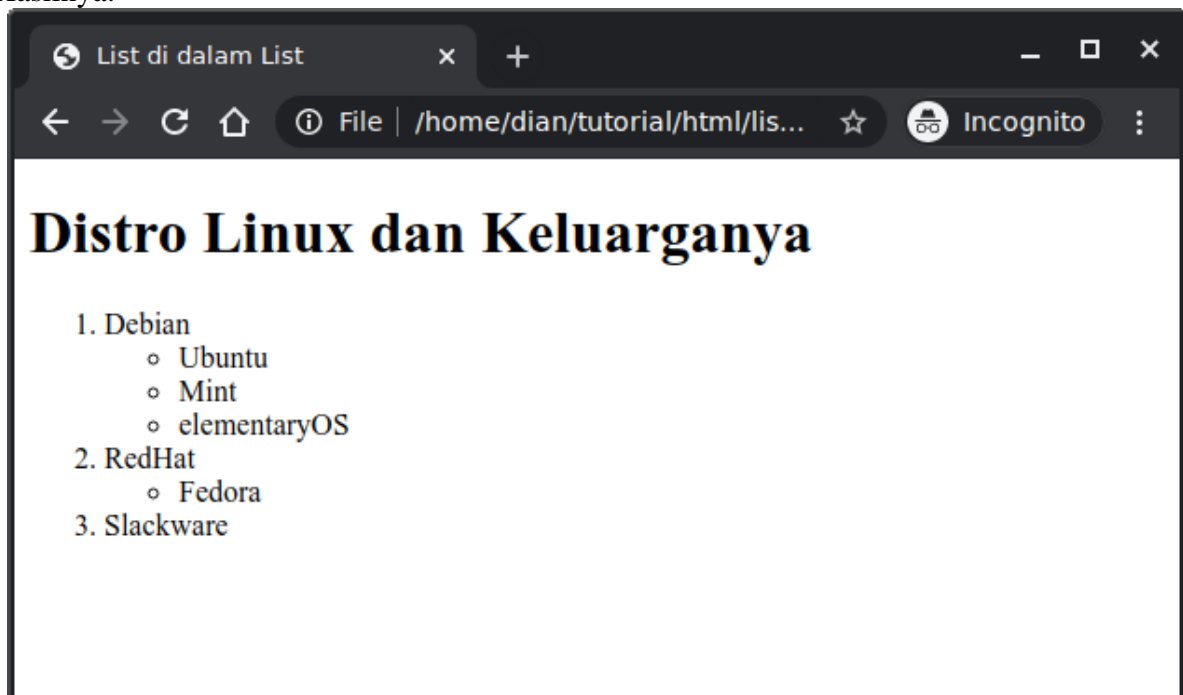 List di dalam List
File /home/dian/tutorial/html/lis... Incognito
Distro Linux dan Keluarganya
1. Debian
Ubuntu
Mint
elementaryOS
2. RedHat
Fedora
3. Slackware